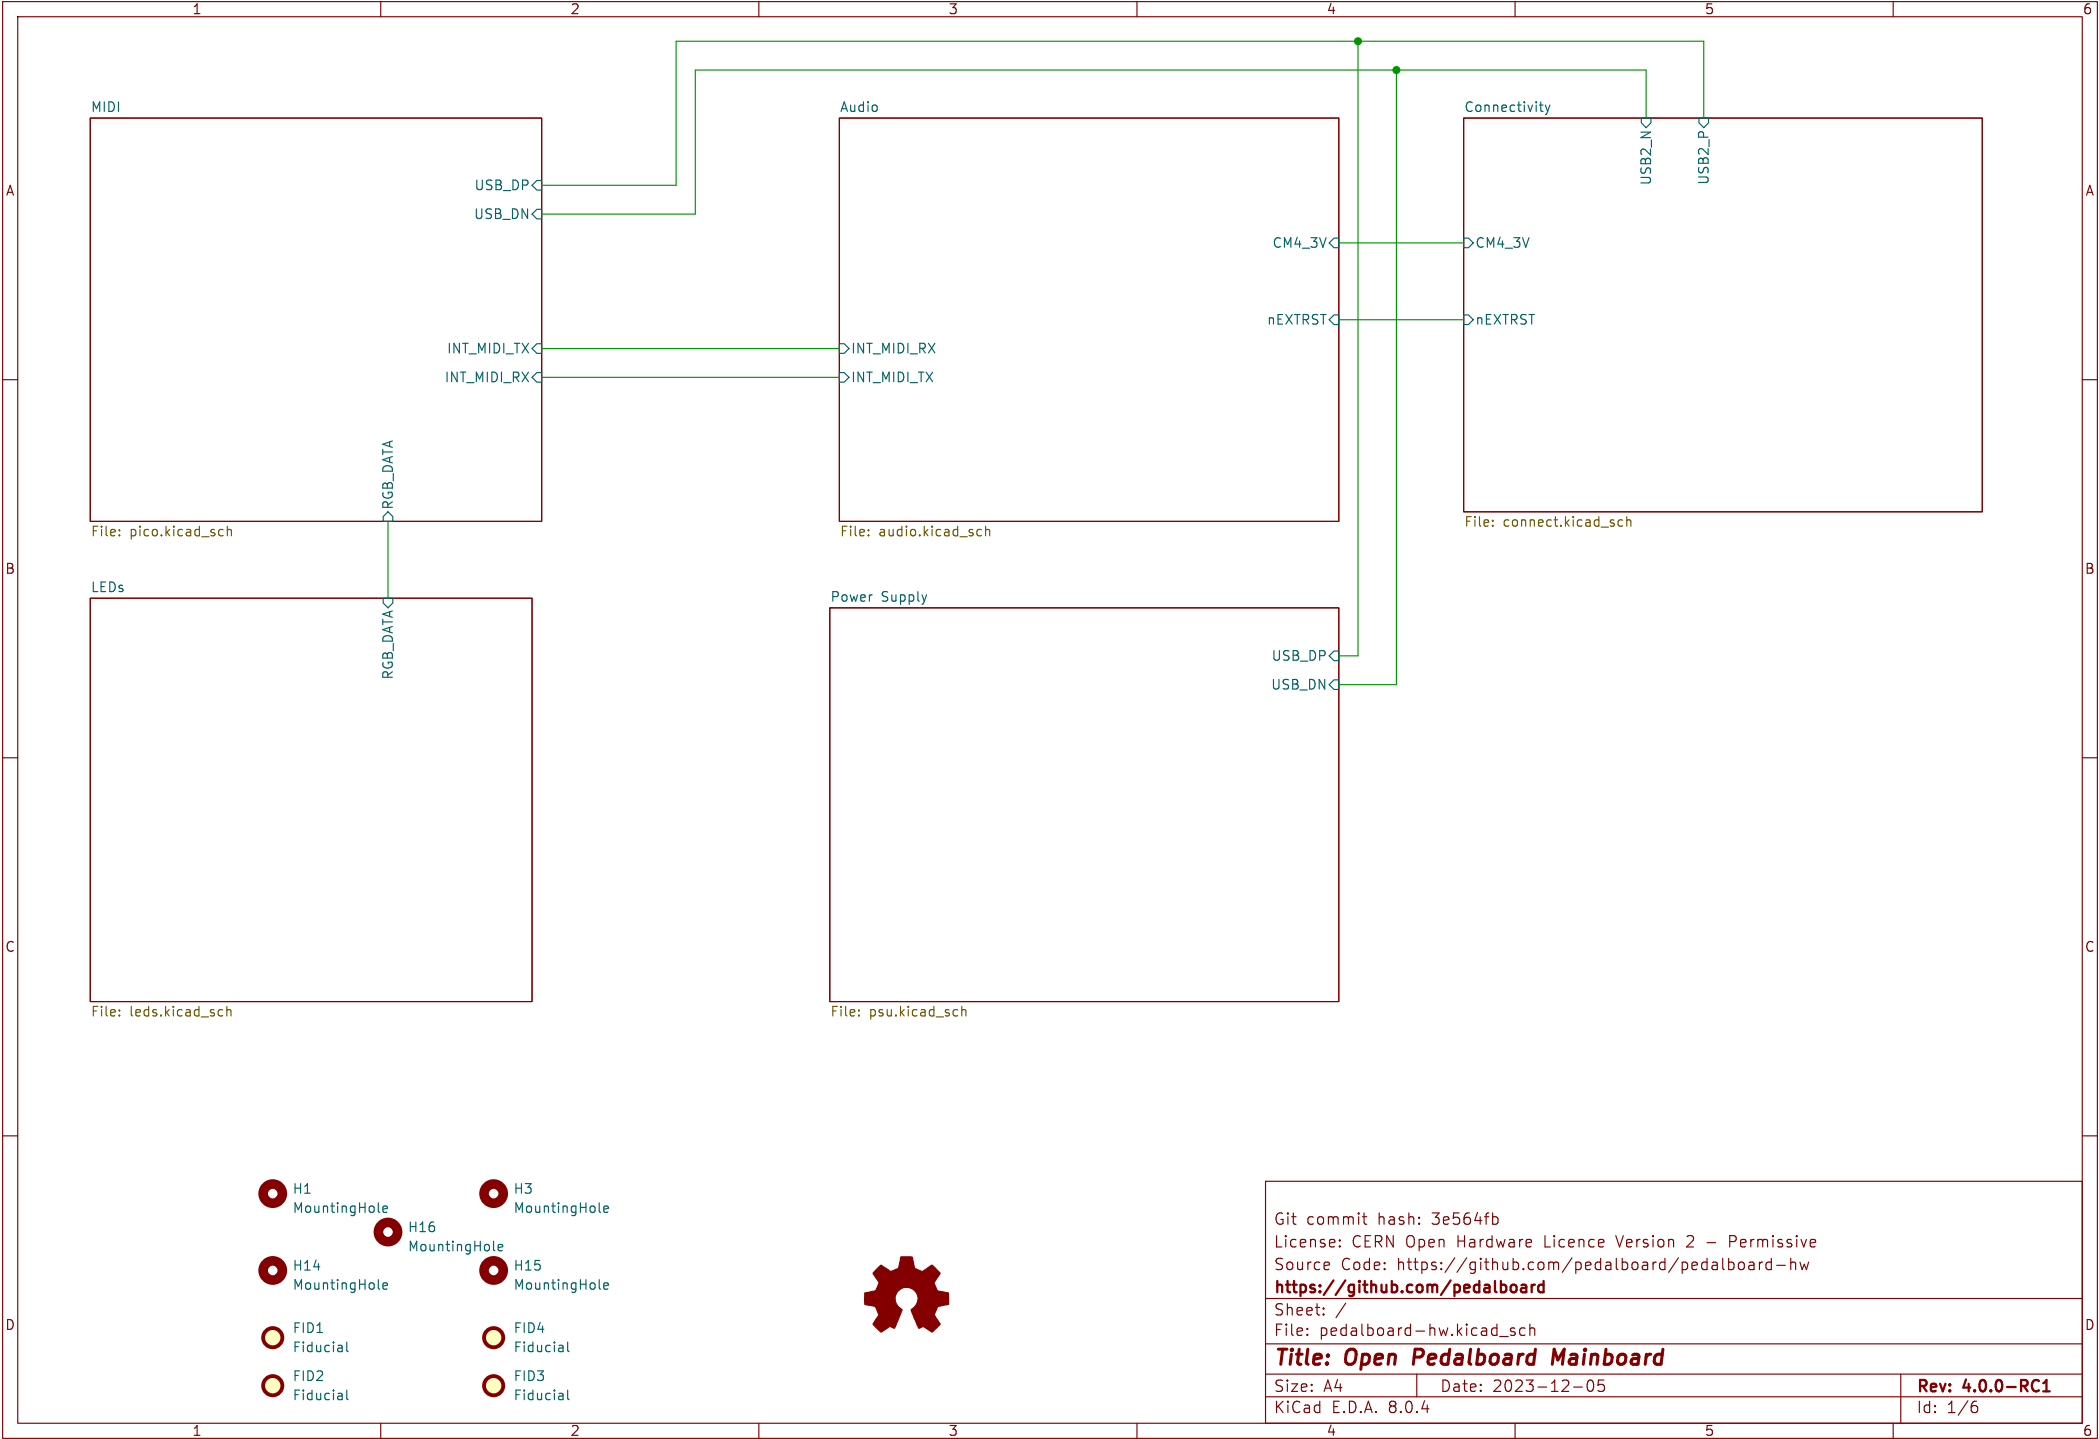 1 2 3 4 5 6
A
B
C
D
MIDI
USB_DP
USB_DN
INT_MIDI_TX
INT_MIDI_RX
RGB_DATA
File: pico.kicad_sch
Audio
CM4_3V
nEXTRST
INT_MIDI_RX
INT_MIDI_TX
File: audio.kicad_sch
Connectivity
USB2_N
USB2_P
CM4_3V
nEXTRST
File: connect.kicad_sch
LEDs
RGB_DATA
File: leds.kicad_sch
Power Supply
USB_DP
USB_DN
File: psu.kicad_sch
H1
MountingHole
H3
MountingHole
H16
MountingHole
H14
MountingHole
H15
MountingHole
FID1
Fiducial
FID4
Fiducial
FID2
Fiducial
FID3
Fiducial
Git commit hash: 3e564fb
License: CERN Open Hardware Licence Version 2 - Permissive
Source Code: https://github.com/pedalboard/pedalboard-hw
https://github.com/pedalboard
Sheet: /
File: pedalboard-hw.kicad_sch
Title: Open Pedalboard Mainboard
Size: A4
Date: 2023-12-05
Rev: 4.0.0-RC1
KiCad E.D.A. 8.0.4
Id: 1/6
A
B
C
D
1 2 3 4 5 6